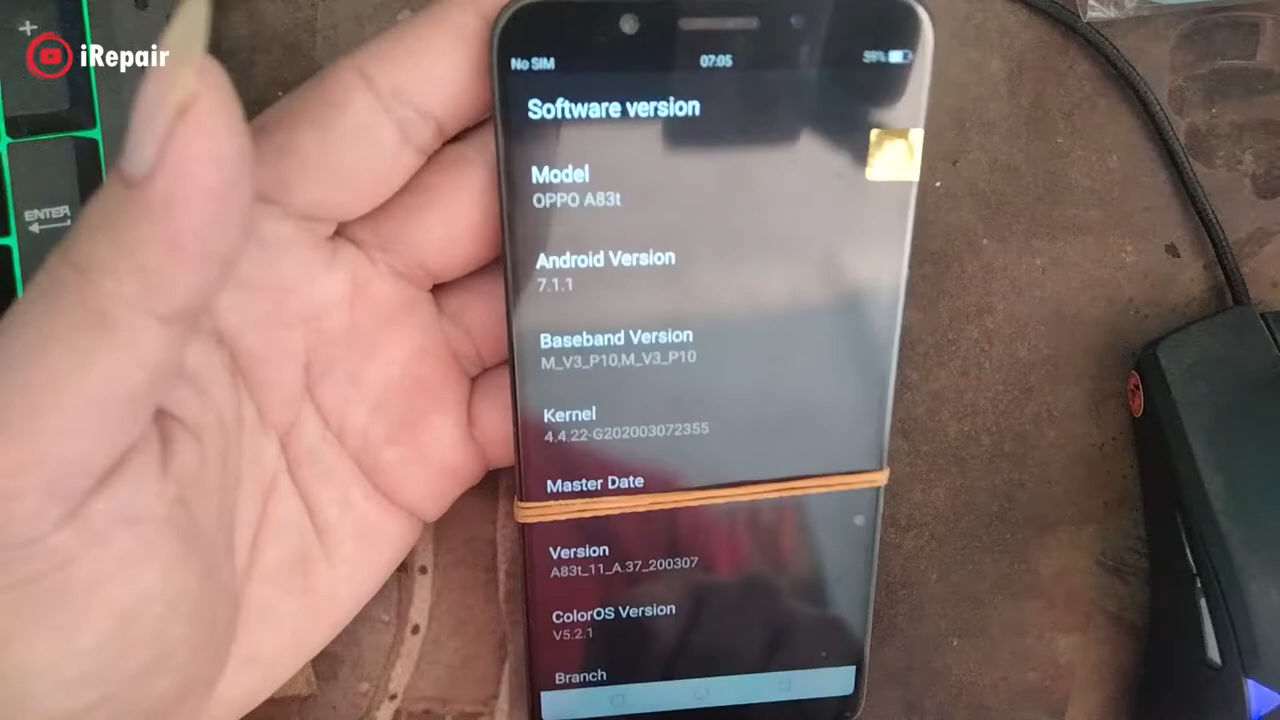 iRepair
+
ENTER
No SIM 07:05 39%
Software version
Model
OPPO A83t
Android Version
7.1.1
Baseband Version
M_V3_P10,M_V3_P10
Kernel
4.4.22-G202003072355
Master Date
Version
A83t_11_A.37_200307
ColorOS Version
V5.2.1
Branch